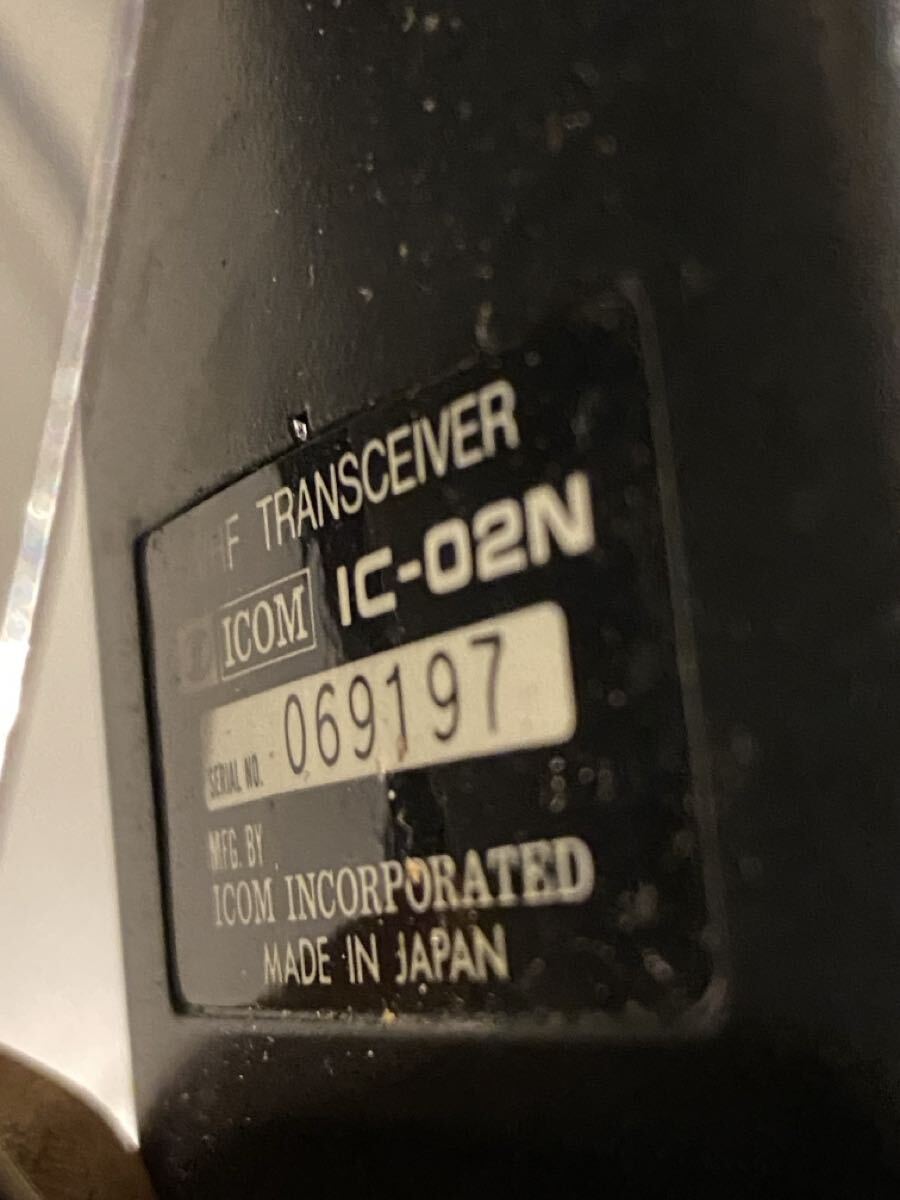 TRANSCEIVER
ICOM IC-02N
SERIAL NO. 069197
MFG. BY
ICOM INCORPORATED
MADE IN JAPAN